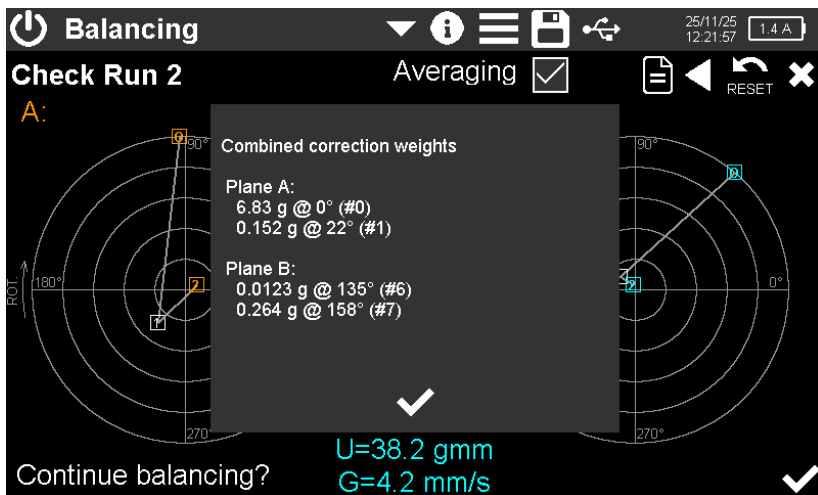 Balancing
25/11/25
12:21:57
1.4 A
Check Run 2
Averaging
RESET
A:
0
90°
Combined correction weights
90°
0
Plane A:
6.83 g @ 0° (#0)
0.152 g @ 22° (#1)
Plane B:
0.0123 g @ 135° (#6)
0.264 g @ 158° (#7)
180°
2
2
0°
ROT.
1
270°
270°
U=38.2 gmm
G=4.2 mm/s
Continue balancing?